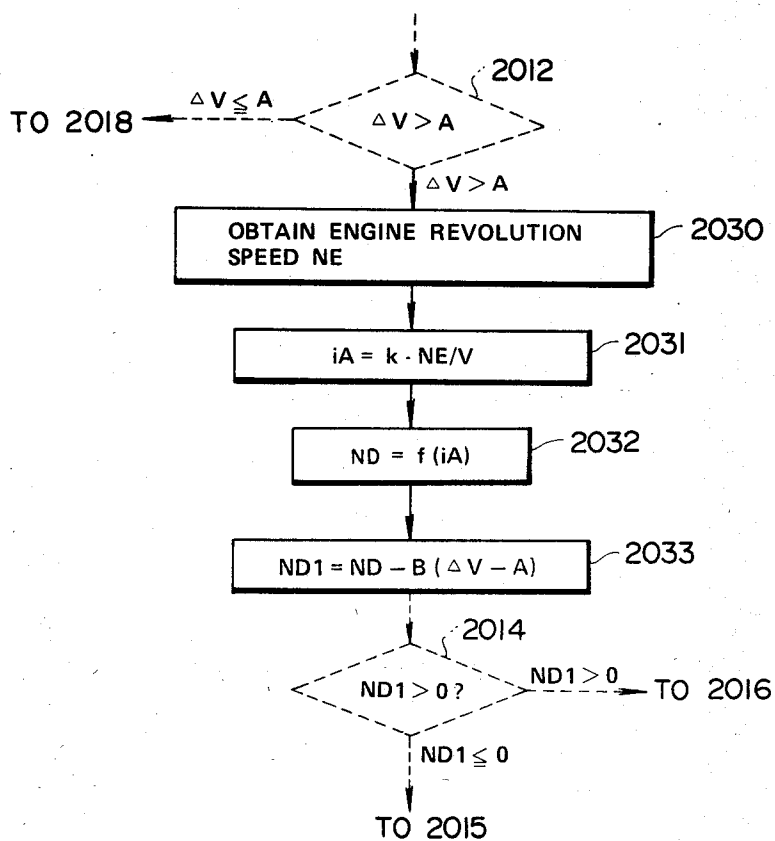 2012
ΔV ≦ A
TO 2018
ΔV > A
ΔV > A
OBTAIN ENGINE REVOLUTION
SPEED NE
2030
iA = k · NE/V
2031
ND = f (iA)
2032
ND1 = ND – B ( ΔV – A)
2033
2014
ND1 > 0 ?
ND1 > 0
TO 2016
ND1 ≦ 0
TO 2015